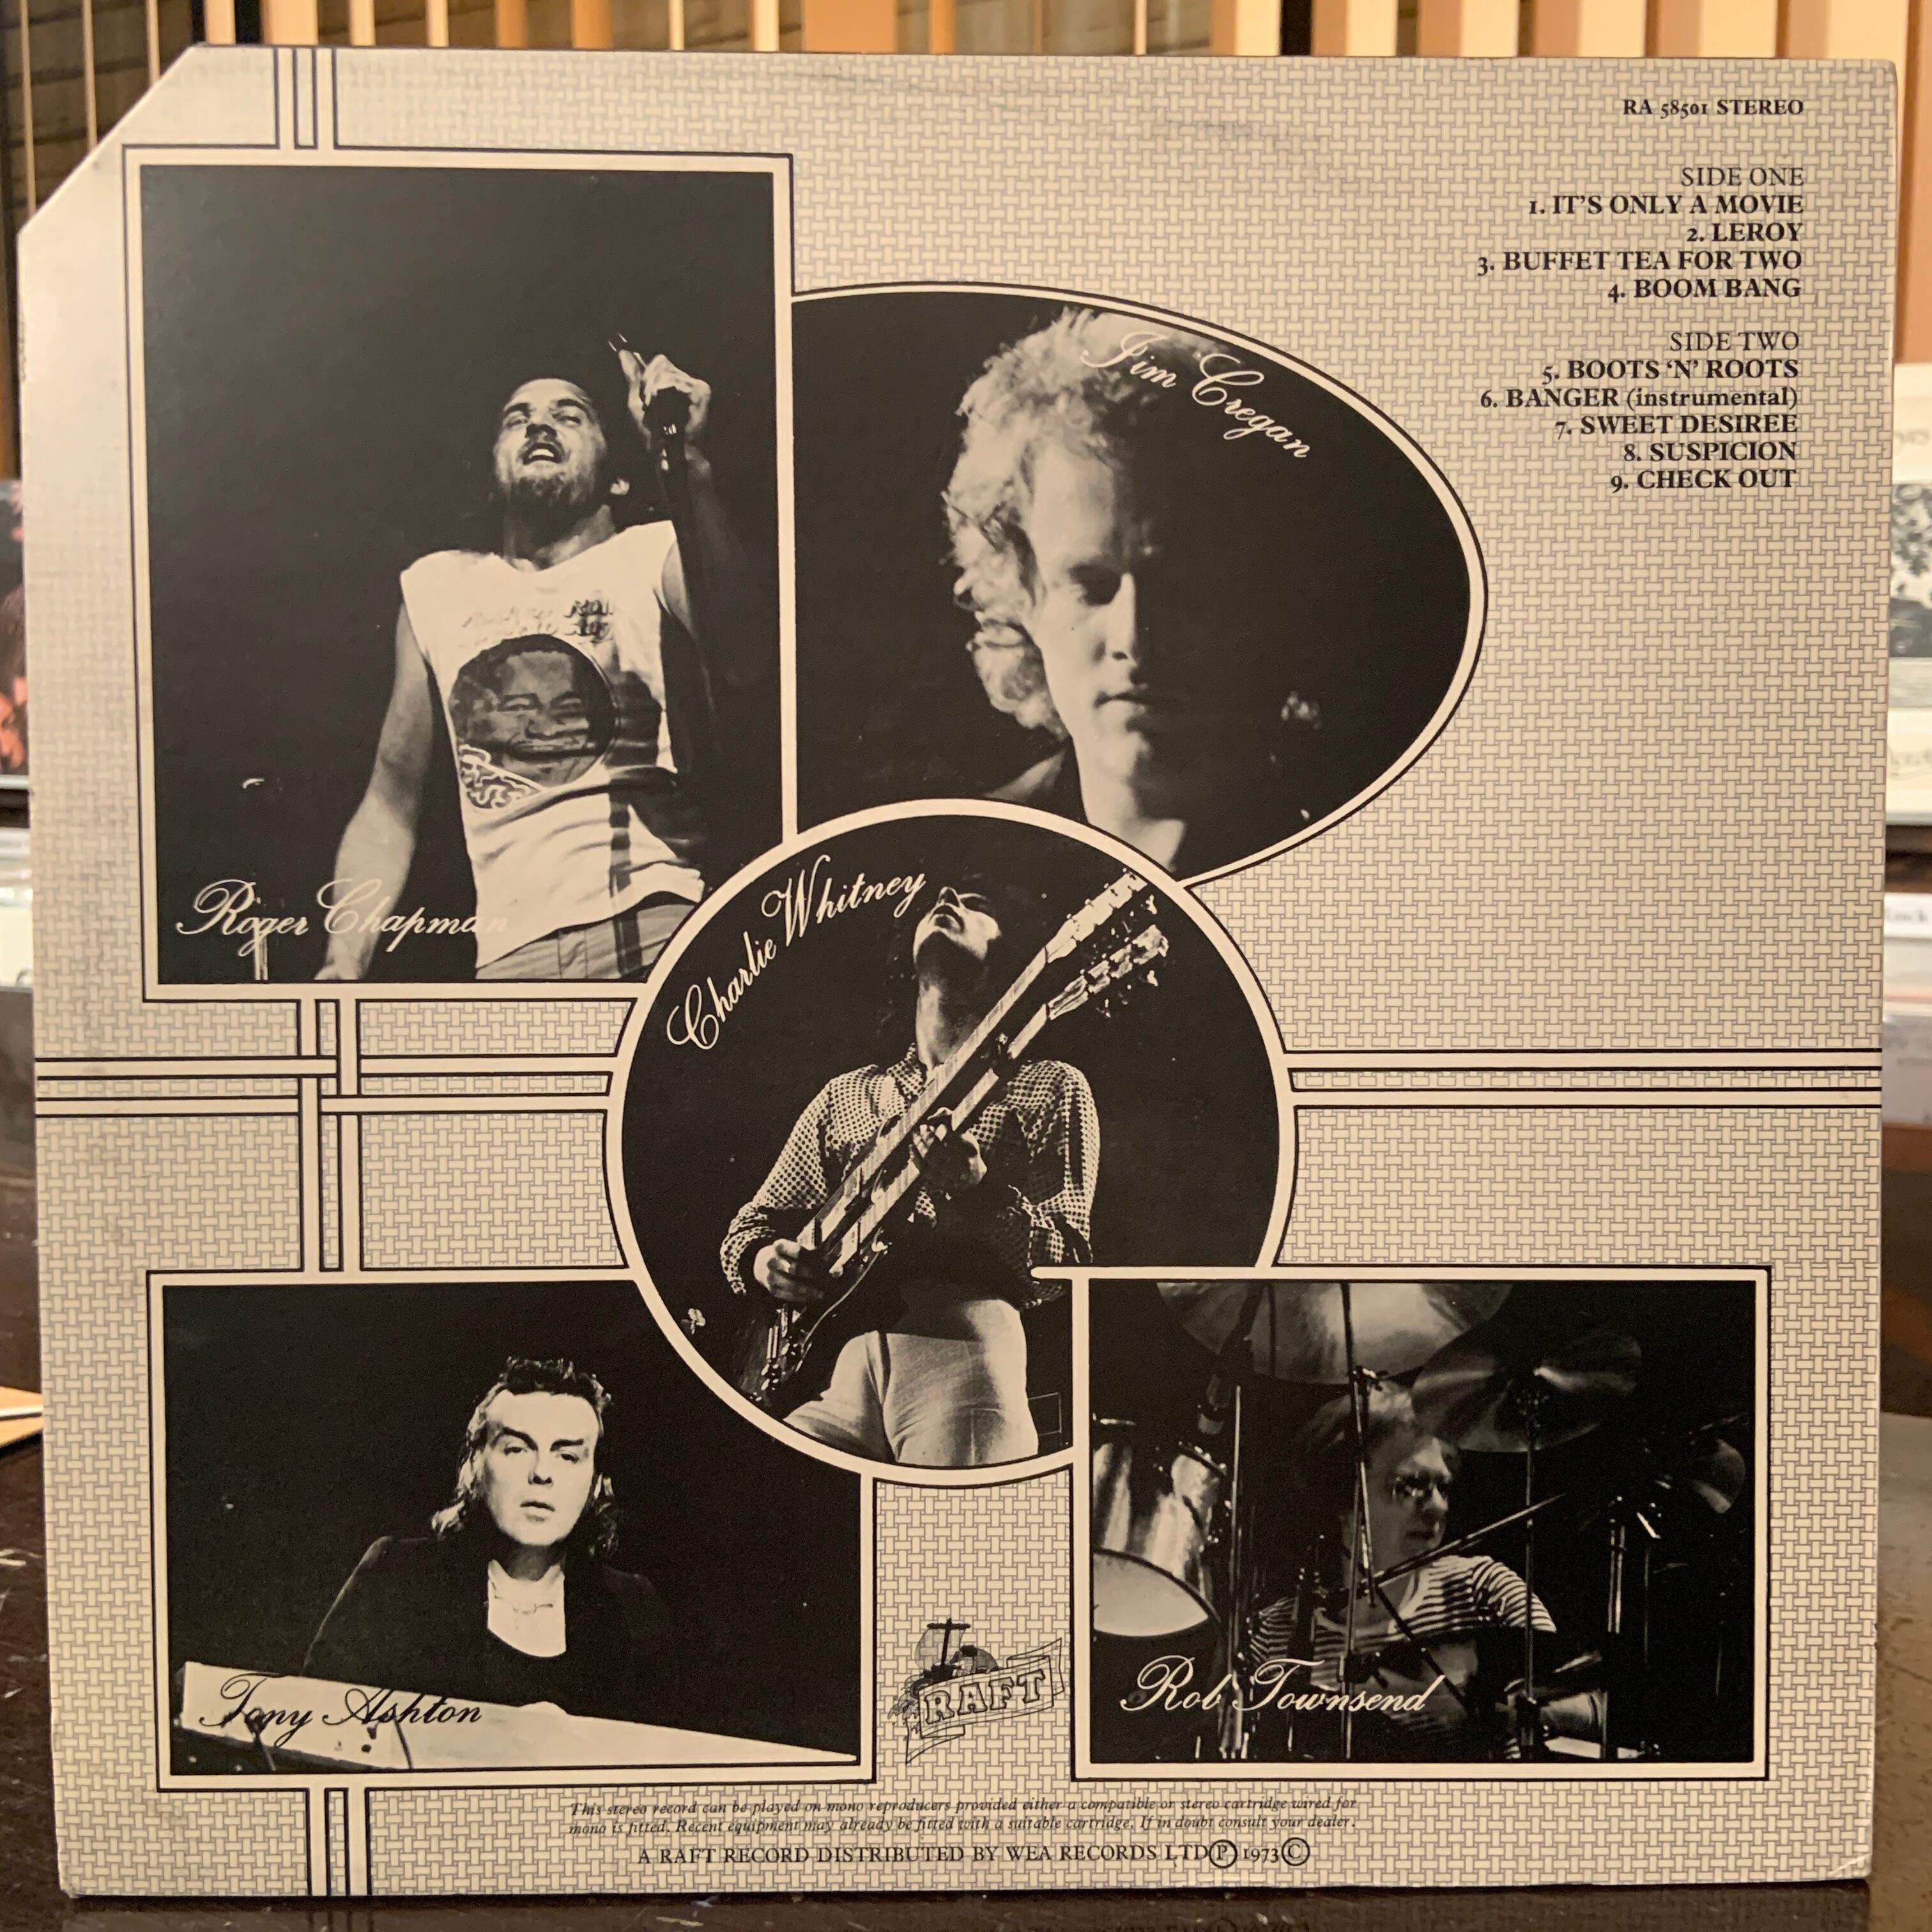 RA 58501 STEREO
SIDE ONE
1. IT'S ONLY A MOVIE
2. LEROY
3. BUFFET TEA FOR TWO
4. BOOM BANG
SIDE TWO
5. BOOTS ‘N’ ROOTS
6. BANGER (instrumental)
7. SWEET DESIREE
8. SUSPICION
9. CHECK OUT
Jim Cregan
Roger Chapman
Charlie Whitney
Tony Ashton
RAFT
Rob Townsend
This stereo record can be played on mono reproducers provided either a compatible or stereo cartridge wired for
mono is fitted. Recent equipment may already be fitted with a suitable cartridge. If in doubt consult your dealer.
A RAFT RECORD DISTRIBUTED BY WEA RECORDS LTD Ⓟ 1973 ©